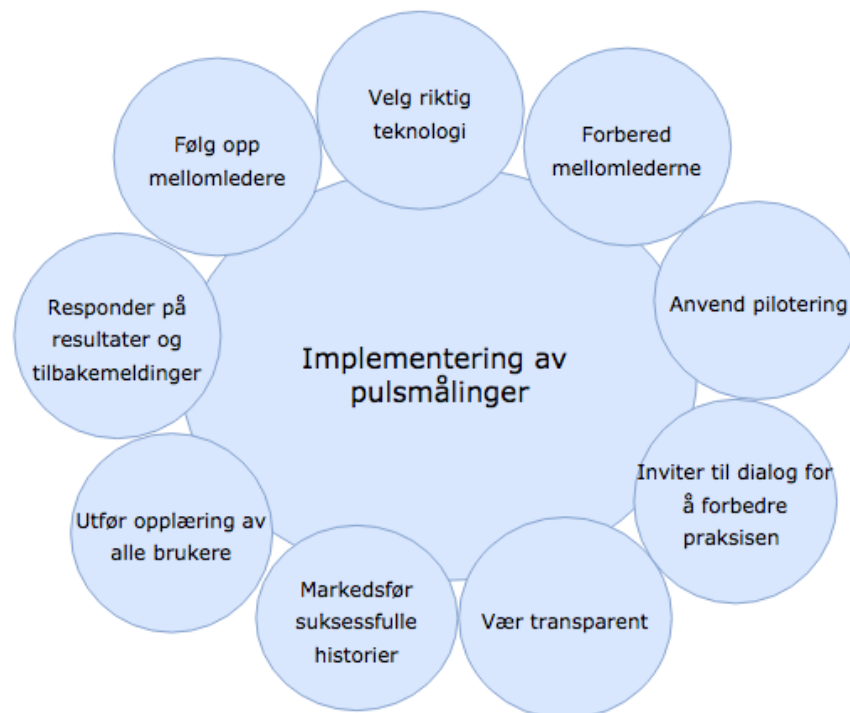 Velg riktig
teknologi
Forbered
mellomlederne
Anvend pilotering
Inviter til dialog for
å forbedre
praksisen
Vær transparent
Markedsfør
suksessfulle
historier
Utfør opplæring av
alle brukere
Responder på
resultater og
tilbakemeldinger
Følg opp
mellomledere
Implementering av
pulsmålinger